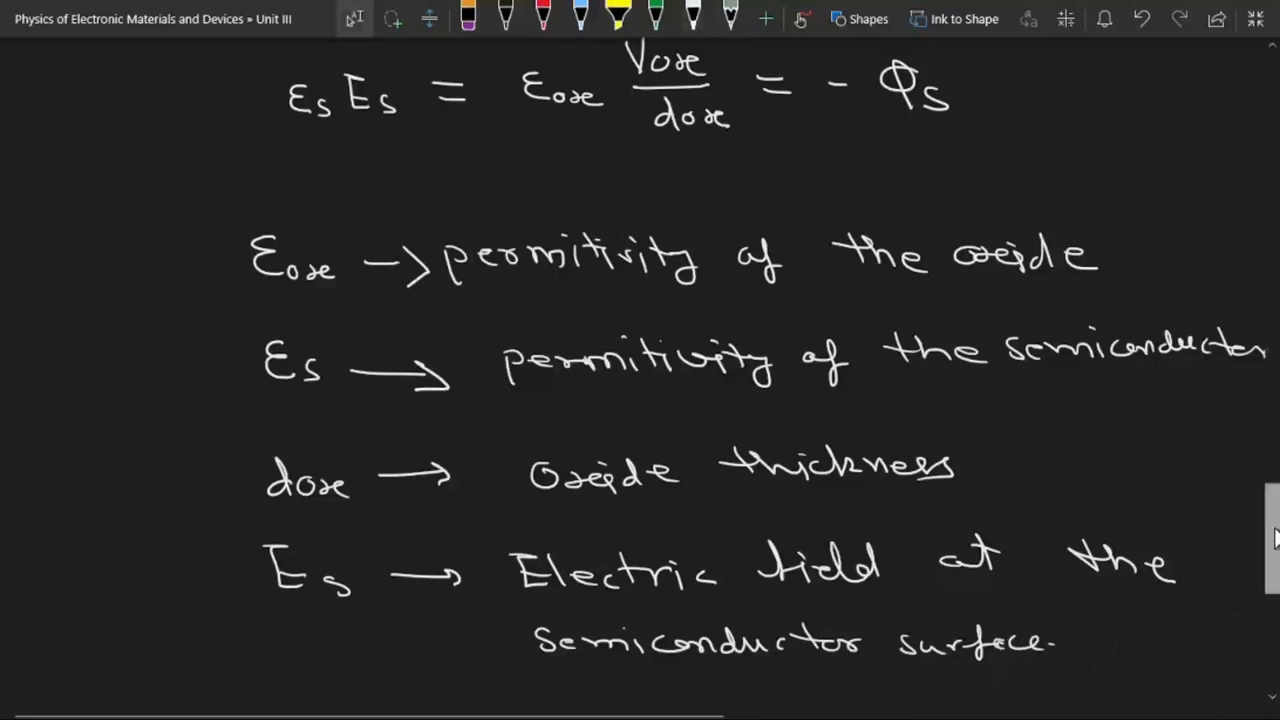 Physics of Electronic Materials and Devices » Unit III
Shapes
Ink to Shape
εs Es = εox Vox/dox = - Φs
εox → permitivity of the oxide
εs → permitivity of the semiconductor
dox → Oxide thickness
Es → Electric field at the
semiconductor surface.